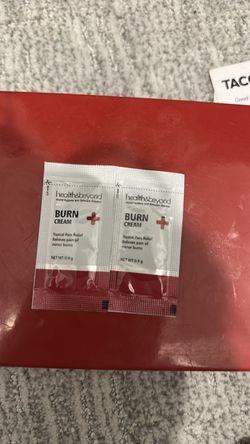 TACO
health&beyond
BURN
CREAM
Topical Pain Relief
Relieves pain of
minor burns
NET WT 0.9 g
health&beyond
BURN
CREAM
Topical Pain Relief
Relieves pain of
minor burns
NET WT 0.9 g